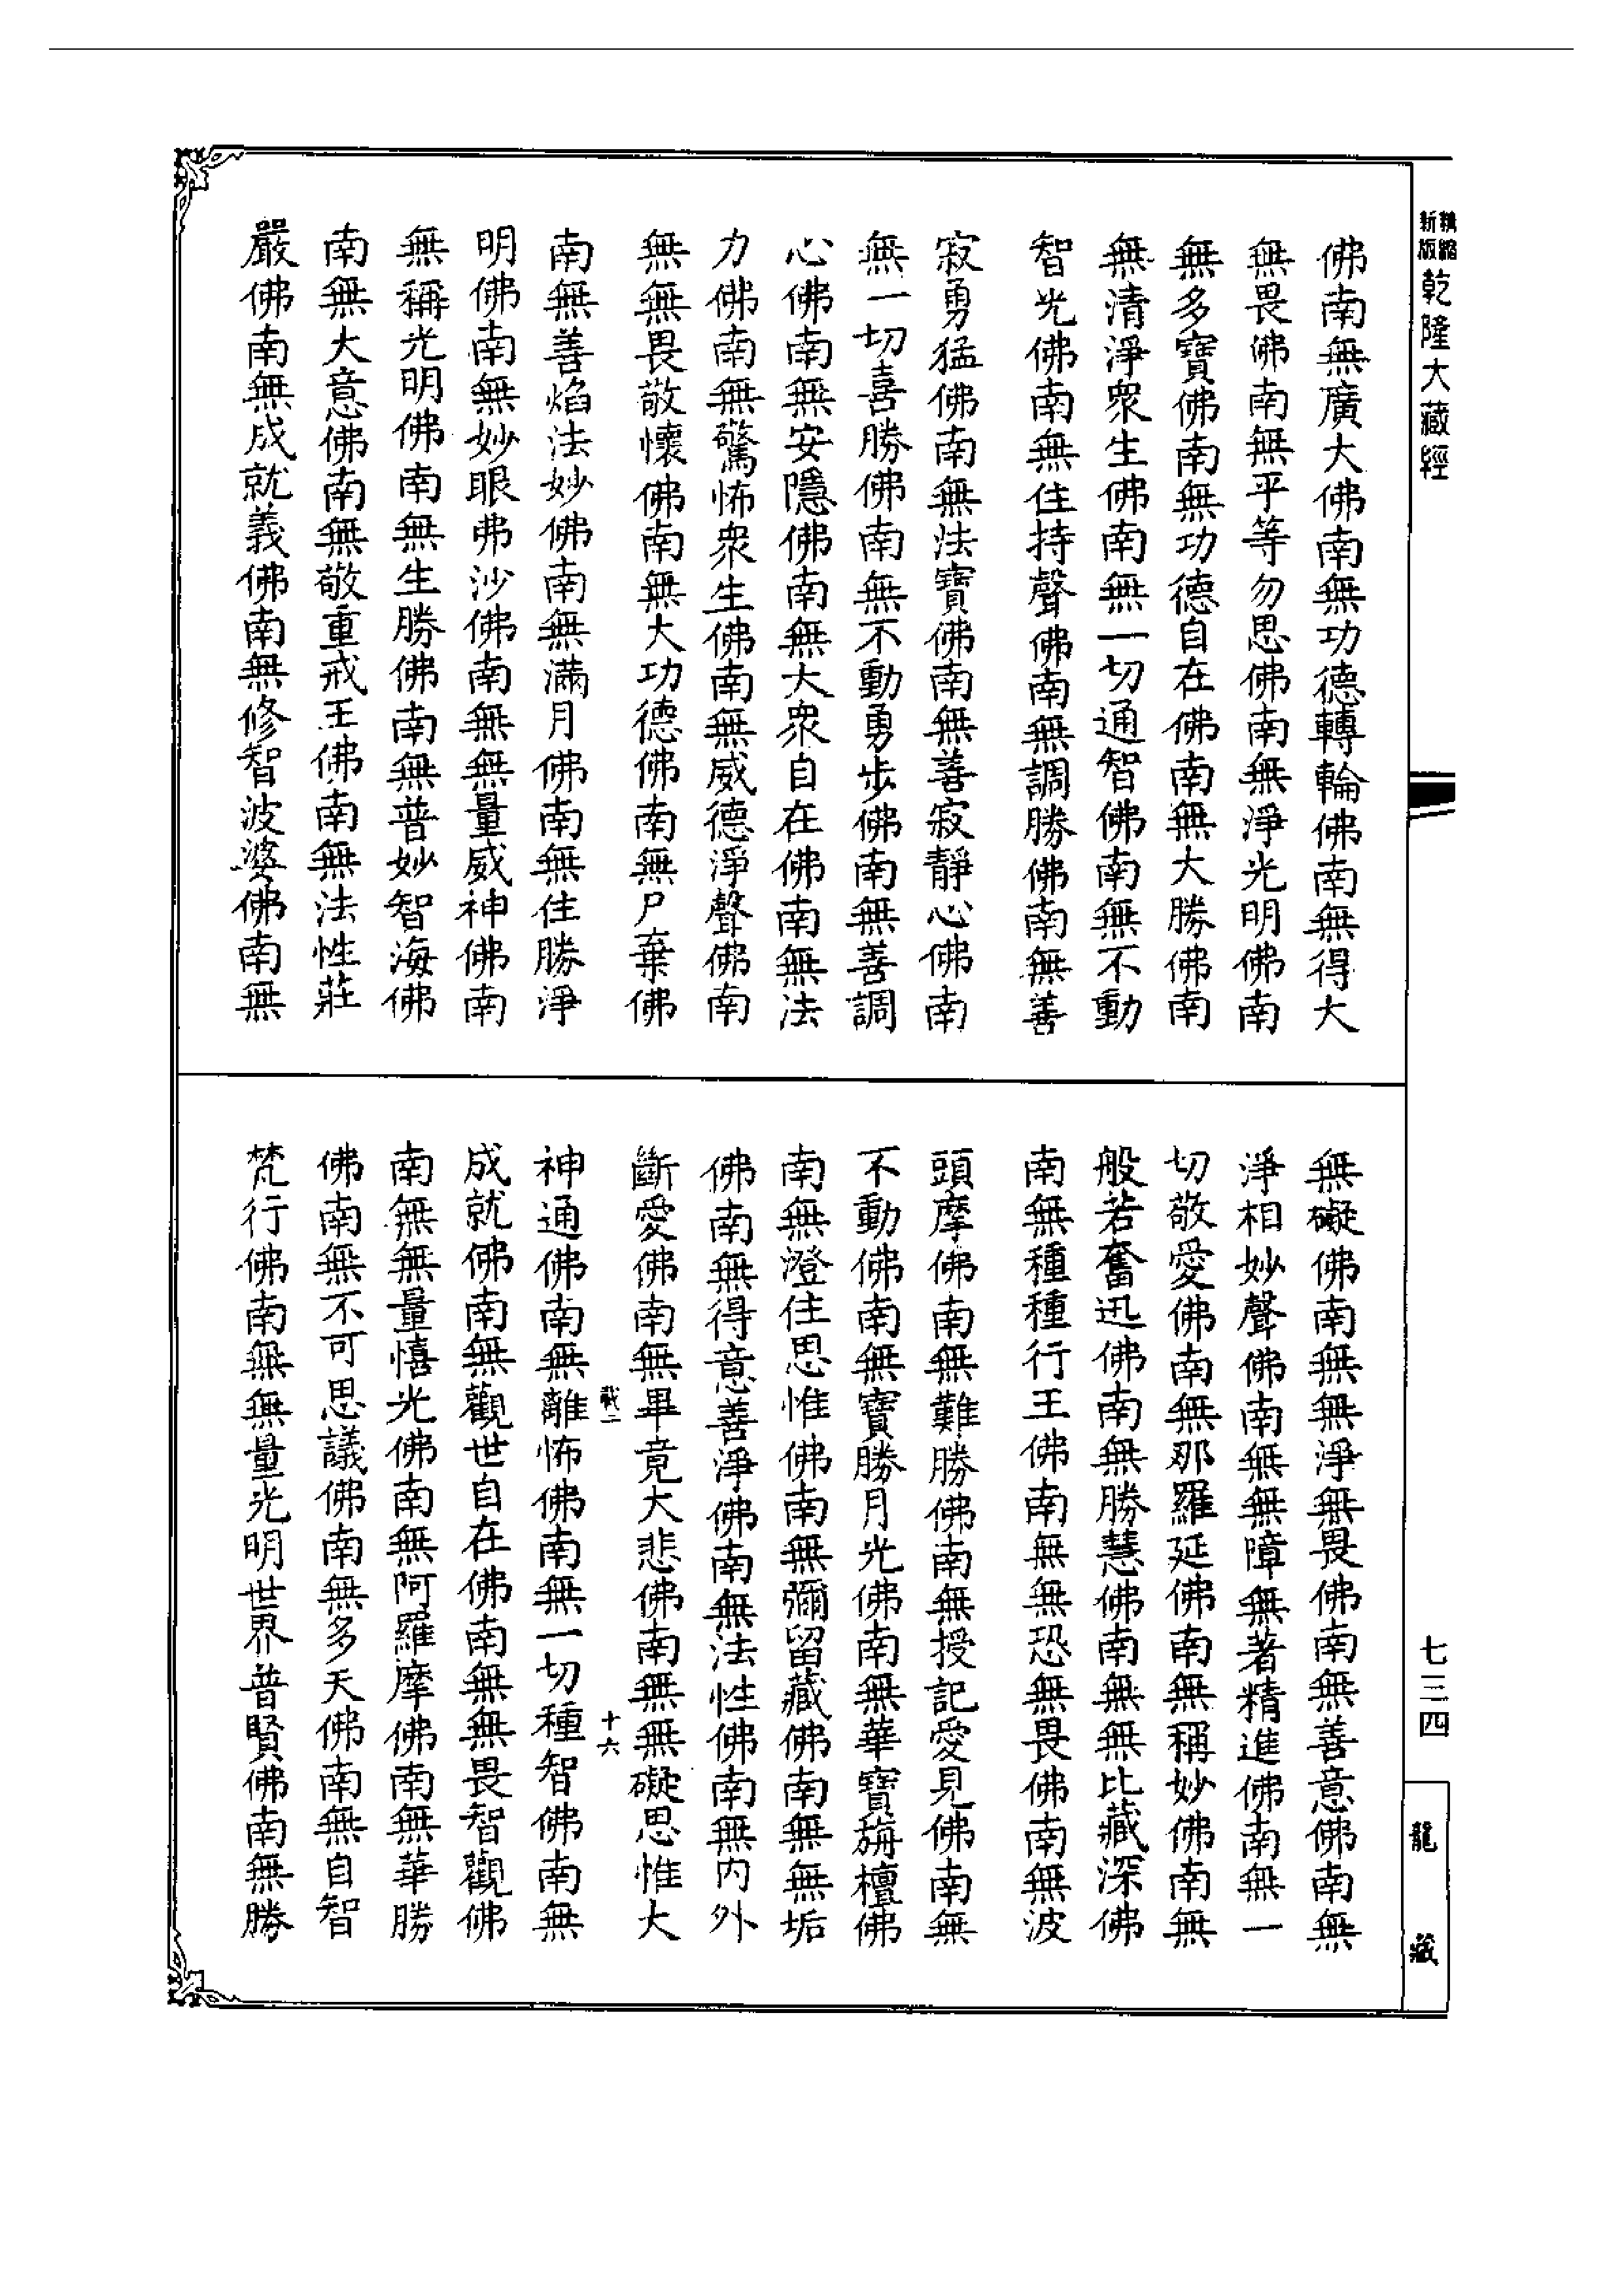 精縮新版乾隆大藏經
佛南無廣大佛南無功德轉輪佛南無得大
無畏佛南無平等勿思佛南無淨光明佛南
無多寶佛南無功德自在佛南無大勝佛南
無清淨眾生佛南無一切通智佛南無不動
智光佛南無住持聲佛南無調勝佛南無善
寂勇猛佛南無法寶佛南無善寂靜心佛南
無一切喜勝佛南無不動勇步佛南無善調
心佛南無安隱佛南無大眾自在佛南無法
力佛南無驚怖眾生佛南無威德淨聲佛南
無無畏敬懷佛南無大功德佛南無尸棄佛
南無善焰法妙佛南無滿月佛南無住勝淨
明佛南無妙眼弗沙佛南無無量威神佛南
無稱光明佛南無生勝佛南無普妙智海佛
南無大意佛南無敬重戒王佛南無法性莊
嚴佛南無成就義佛南無修智波婆佛南無
無礙佛南無無淨無畏佛南無善意佛南無
淨相妙聲佛南無無障無著精進佛南無一
切敬愛佛南無那羅延佛南無稱妙佛南無
般若奮迅佛南無勝慧佛南無無比藏深佛
南無種種行王佛南無無恐無畏佛南無波
頭摩佛南無難勝佛南無授記愛見佛南無
不動佛南無寶勝月光佛南無華寶旃檀佛
南無澄住思惟佛南無彌留藏佛南無無垢
佛南無得意善淨佛南無法性佛南無內外
斷愛佛南無畢竟大悲佛南無無礙思惟大
十六
神通佛南無離怖佛南無一切種智佛南無
成就佛南無觀世自在佛南無無畏智觀佛
南無無量憘光佛南無阿羅摩佛南無華勝
佛南無不可思議佛南無多天佛南無自智
梵行佛南無無量光明世界普賢佛南無勝
七三四
龍藏